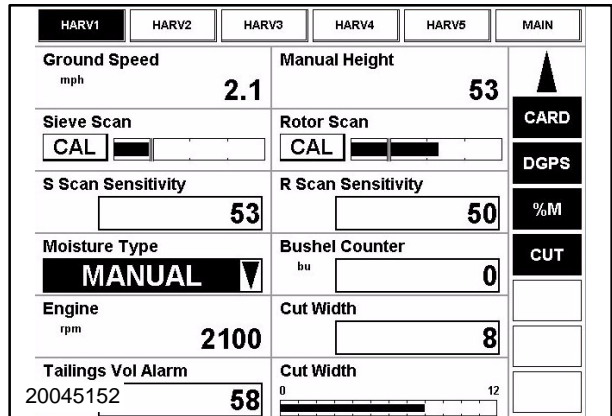 HARV1 HARV2 HARV3 HARV4 HARV5 MAIN
Ground Speed Manual Height
mph 2.1 53
CARD
Sieve Scan Rotor Scan
CAL CAL
DGPS
S Scan Sensitivity R Scan Sensitivity
53 50
%M
Moisture Type Bushel Counter
MANUAL bu 0
CUT
Engine Cut Width
rpm 2100 8
Tailings Vol Alarm Cut Width
58 0 12
20045152